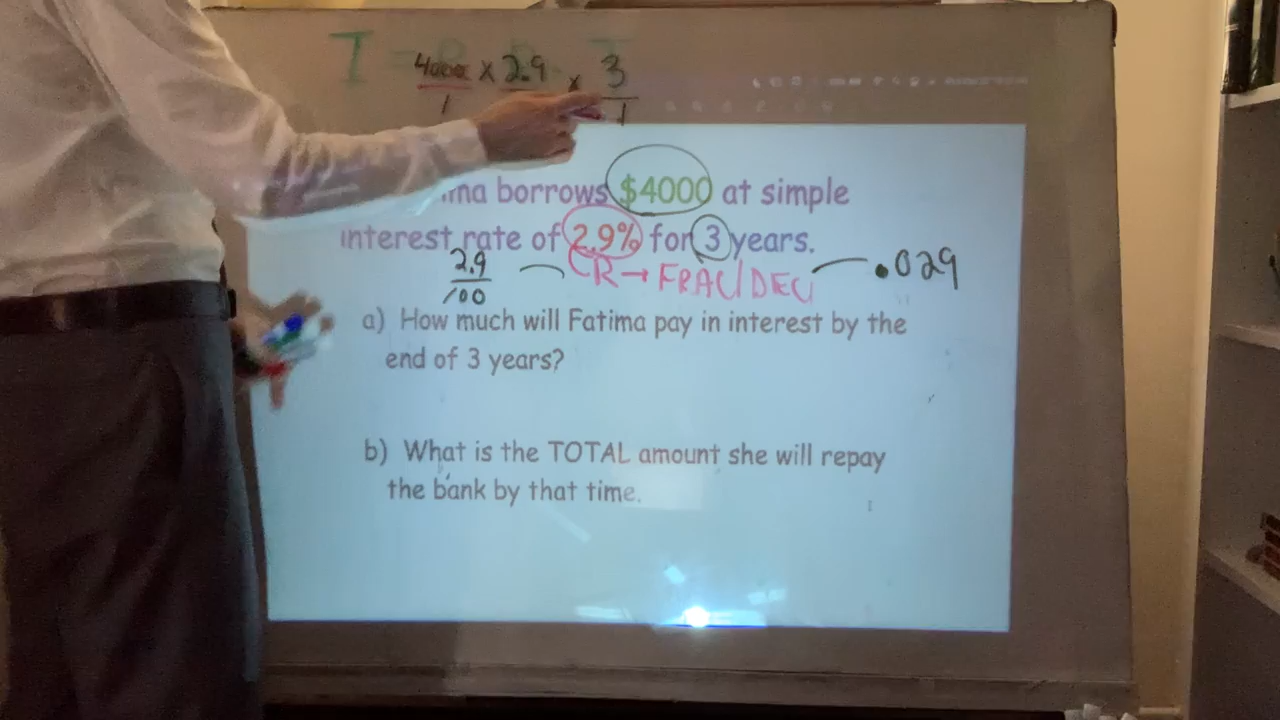 I = 4000 x 2.9 x 3
1 1
borrows $4000 at simple
interest rate of 2.9% for 3 years.
2.9
100
R → FRAC/DEC
.029
a) How much will Fatima pay in interest by the
end of 3 years?
b) What is the TOTAL amount she will repay
the bank by that time.